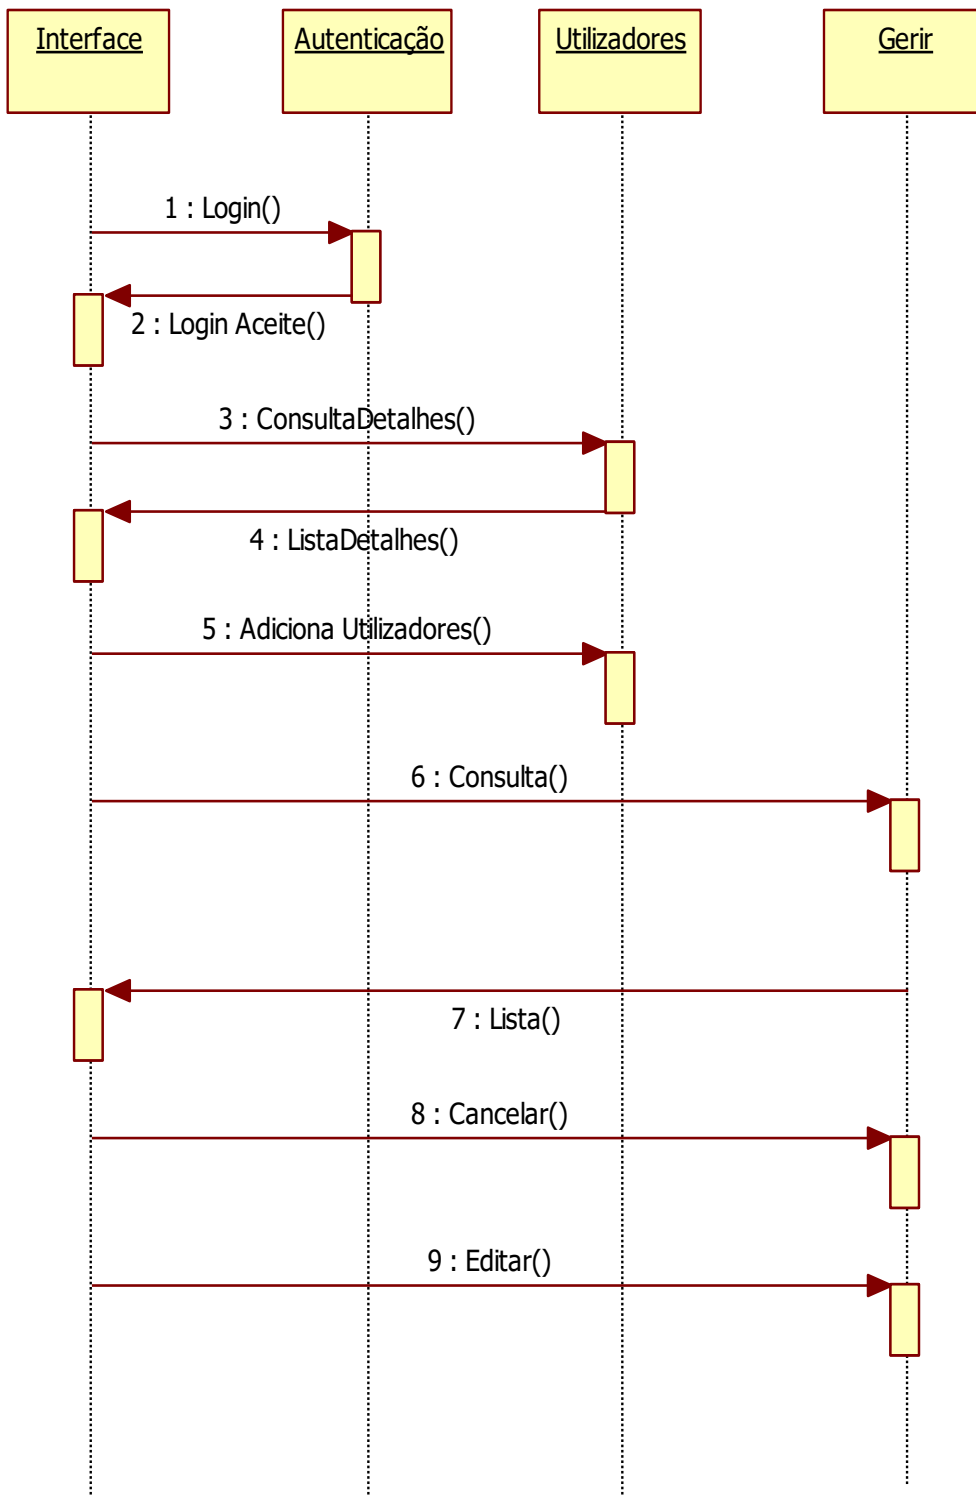 Interface
Autenticação
Utilizadores
Gerir
1 : Login()
2 : Login Aceite()
3 : ConsultaDetalhes()
4 : ListaDetalhes()
5 : Adiciona Utilizadores()
6 : Consulta()
7 : Lista()
8 : Cancelar()
9 : Editar()